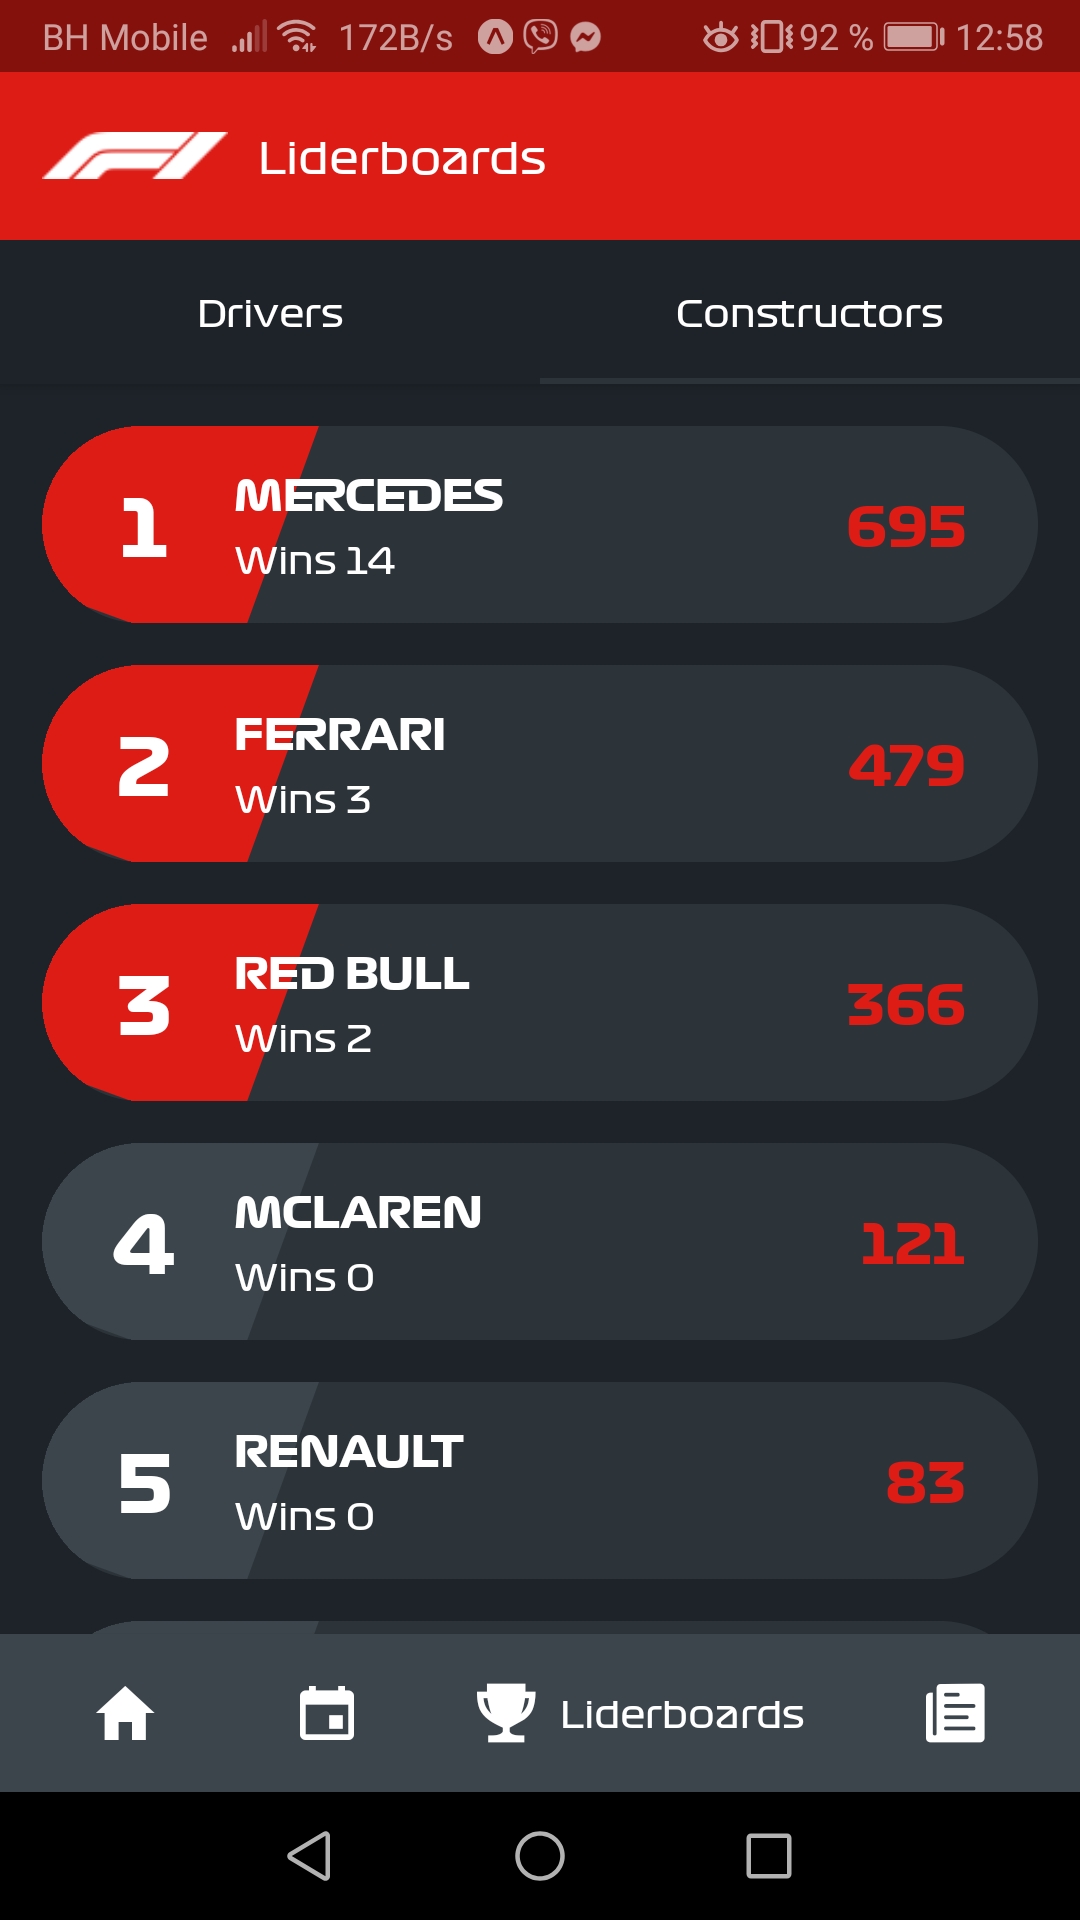 BH Mobile 172B/s 92 % 12:58
F1 Liderboards
Drivers Constructors
1 MERCEDES 695
Wins 14
2 FERRARI 479
Wins 3
3 RED BULL 366
Wins 2
4 MCLAREN 121
Wins 0
5 RENAULT 83
Wins 0
Liderboards